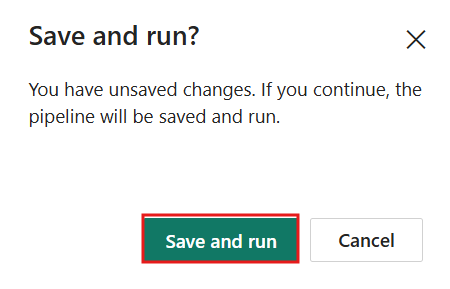 Save and run?
You have unsaved changes. If you continue, the
pipeline will be saved and run.
Save and run
Cancel